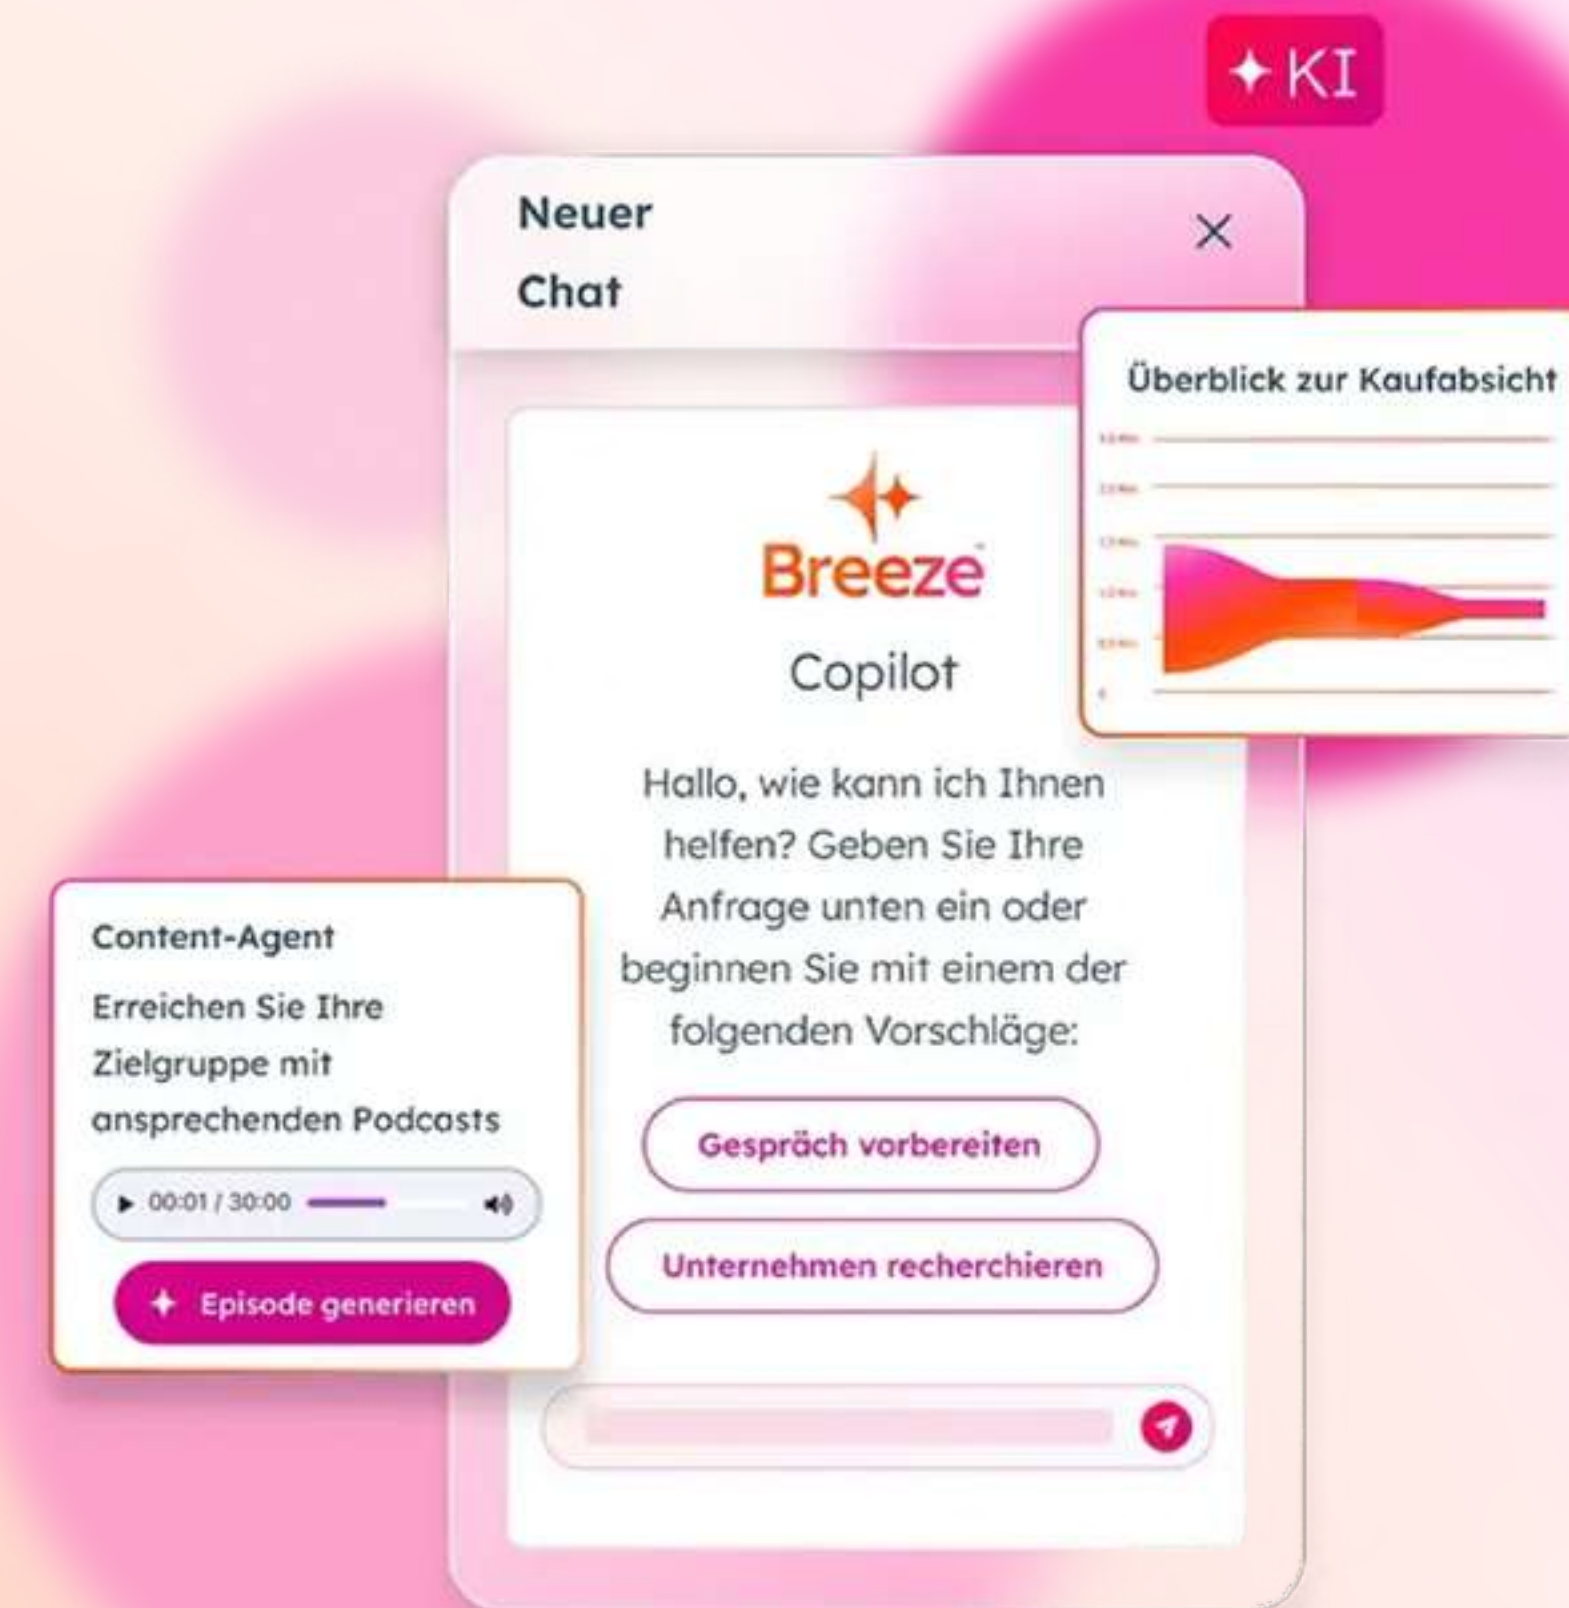 KI
Neuer
Chat
Überblick zur Kaufabsicht
Breeze
Copilot
Hallo, wie kann ich Ihnen
helfen? Geben Sie Ihre
Anfrage unten ein oder
beginnen Sie mit einem der
folgenden Vorschläge:
Gespräch vorbereiten
Unternehmen recherchieren
Content-Agent
Erreichen Sie Ihre
Zielgruppe mit
ansprechenden Podcasts
00:01 / 30:00
Episode generieren